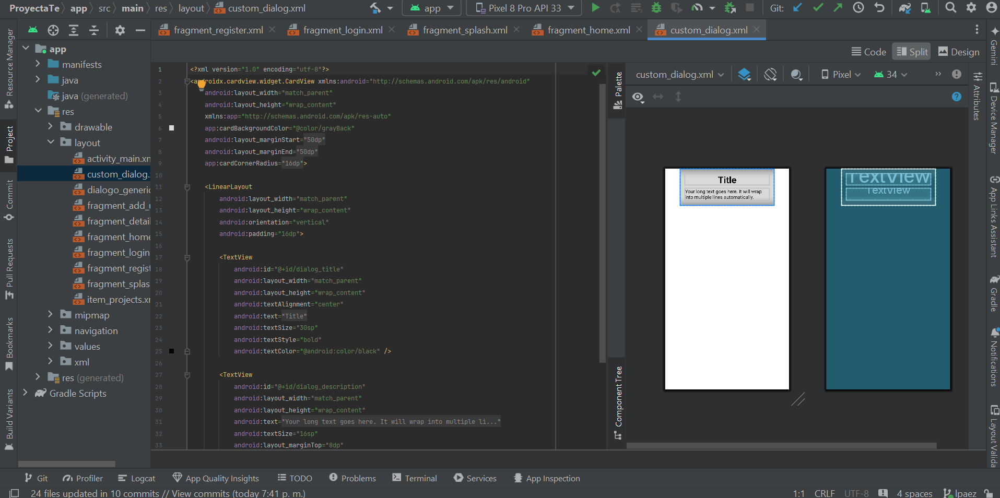 ProyectaTe app src main res layout custom_dialog.xml app Pixel 8 Pro API 33 Git:
fragment_register.xml fragment_login.xml fragment_splash.xml fragment_home.xml custom_dialog.xml
Code Split Design
Resource Manager
Project
Commit
Pull Requests
Bookmarks
Build Variants
app
manifests
java
java (generated)
res
drawable
layout
activity_main.xm
custom_dialog.
dialogo_generic
fragment_add_
fragment_detail
fragment_home
fragment_login
fragment_regist
fragment_splas
item_projects.xm
mipmap
navigation
values
xml
res (generated)
Gradle Scripts
1 <?xml version="1.0" encoding="utf-8"?>
2 <androidx.cardview.widget.CardView xmlns:android="http://schemas.android.com/apk/res/android"
3 android:layout_width="match_parent"
4 android:layout_height="wrap_content"
5 xmlns:app="http://schemas.android.com/apk/res-auto"
6 app:cardBackgroundColor="@color/grayBack"
7 android:layout_marginStart="50dp"
8 android:layout_marginEnd="50dp"
9 app:cardCornerRadius="16dp">
10
11 <LinearLayout
12 android:layout_width="match_parent"
13 android:layout_height="wrap_content"
14 android:orientation="vertical"
15 android:padding="16dp">
16
17 <TextView
18 android:id="@+id/dialog_title"
19 android:layout_width="match_parent"
20 android:layout_height="wrap_content"
21 android:textAlignment="center"
22 android:text="Title"
23 android:textSize="30sp"
24 android:textStyle="bold"
25 android:textColor="@android:color/black" />
26
27 <TextView
28 android:id="@+id/dialog_description"
29 android:layout_width="match_parent"
30 android:layout_height="wrap_content"
31 android:text="Your long text goes here. It will wrap into multiple li..."
32 android:textSize="16sp"
33 android:layout_marginTop="8dp"
Palette
Component Tree
custom_dialog.xml Pixel 34
Title
Your long text goes here. It will wrap
into multiple lines automatically.
TextView
TextView
Attributes
Gemini
Device Manager
App Links Assistant
Gradle
Notifications
Layout Valida
Git Profiler Logcat App Quality Insights TODO Problems Terminal Services App Inspection
24 files updated in 10 commits // View commits (today 7:41 p. m.) 1:1 CRLF UTF-8 4 spaces lpaez